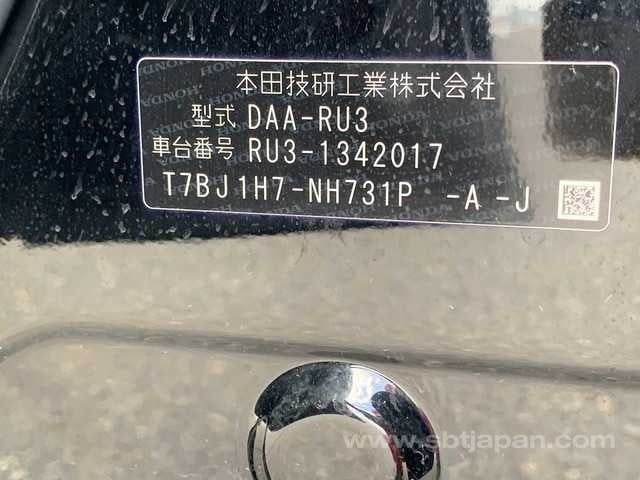 本田技研工業株式会社
型式 DAA-RU3
車台番号 RU3-1342017
T7BJ1H7-NH731P -A -J
www.sbtjapan.com